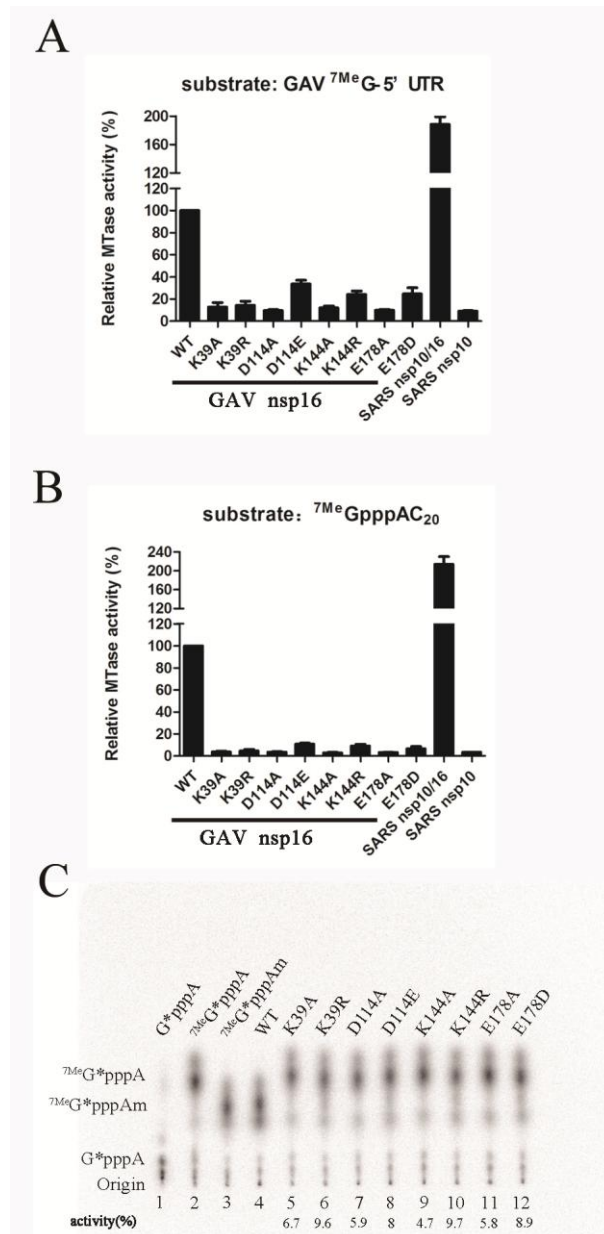 A
substrate: GAV 7MeG-5' UTR
Relative MTase activity (%)
200
160
120
120
100
80
60
40
20
0
WT K39A K39R D114A D114E K144A K144R E178A E178D SARS nsp10/16 SARS nsp10
GAV nsp16
B
substrate: 7MeGpppAC20
Relative MTase activity (%)
240
200
160
120
120
100
80
60
40
20
0
WT K39A K39R D114A D114E K144A K144R E178A E178D SARS nsp10/16 SARS nsp10
GAV nsp16
C
G*pppA 7MeG*pppA 7MeG*pppAm WT K39A K39R D114A D114E K144A K144R E178A E178D
7MeG*pppA
7MeG*pppAm
G*pppA
Origin
1 2 3 4 5 6 7 8 9 10 11 12
activity(%) 6.7 9.6 5.9 8 4.7 9.7 5.8 8.9